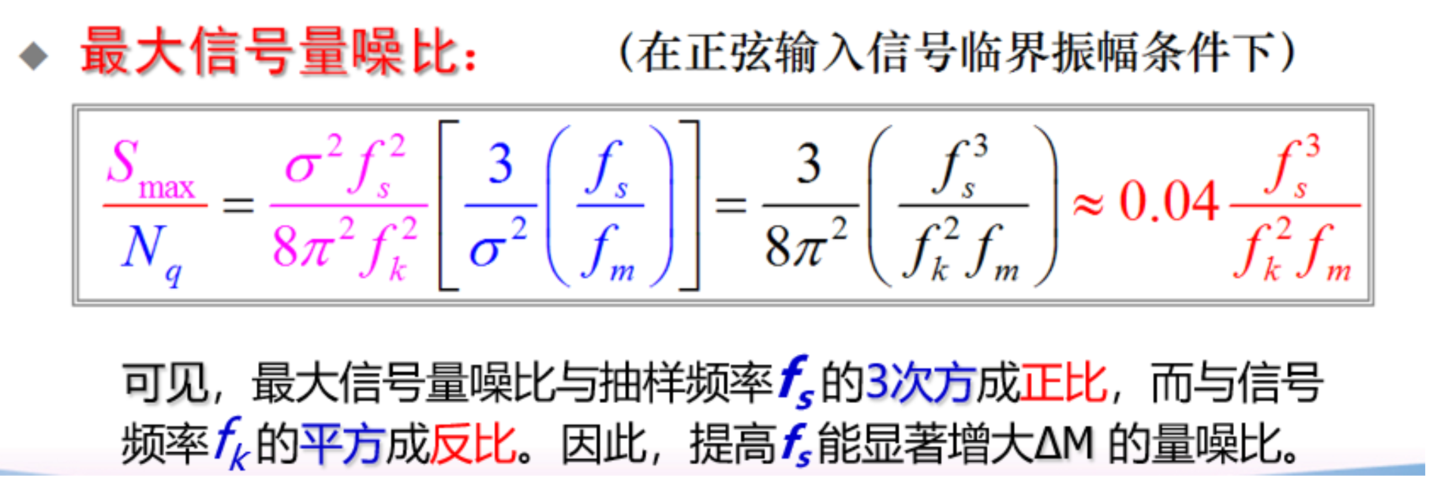 ◆ 最大信号量噪比： （在正弦输入信号临界振幅条件下）
$\frac{S_{\max}}{N_q} = \frac{\sigma^2 f_s^2}{8\pi^2 f_k^2} \left[ \frac{3}{\sigma^2} \left( \frac{f_s}{f_m} \right) \right] = \frac{3}{8\pi^2} \left( \frac{f_s^3}{f_k^2 f_m} \right) \approx 0.04 \frac{f_s^3}{f_k^2 f_m}$
可见，最大信号量噪比与抽样频率fs的3次方成正比，而与信号
频率fk的平方成反比。因此，提高fs能显著增大ΔM 的量噪比。